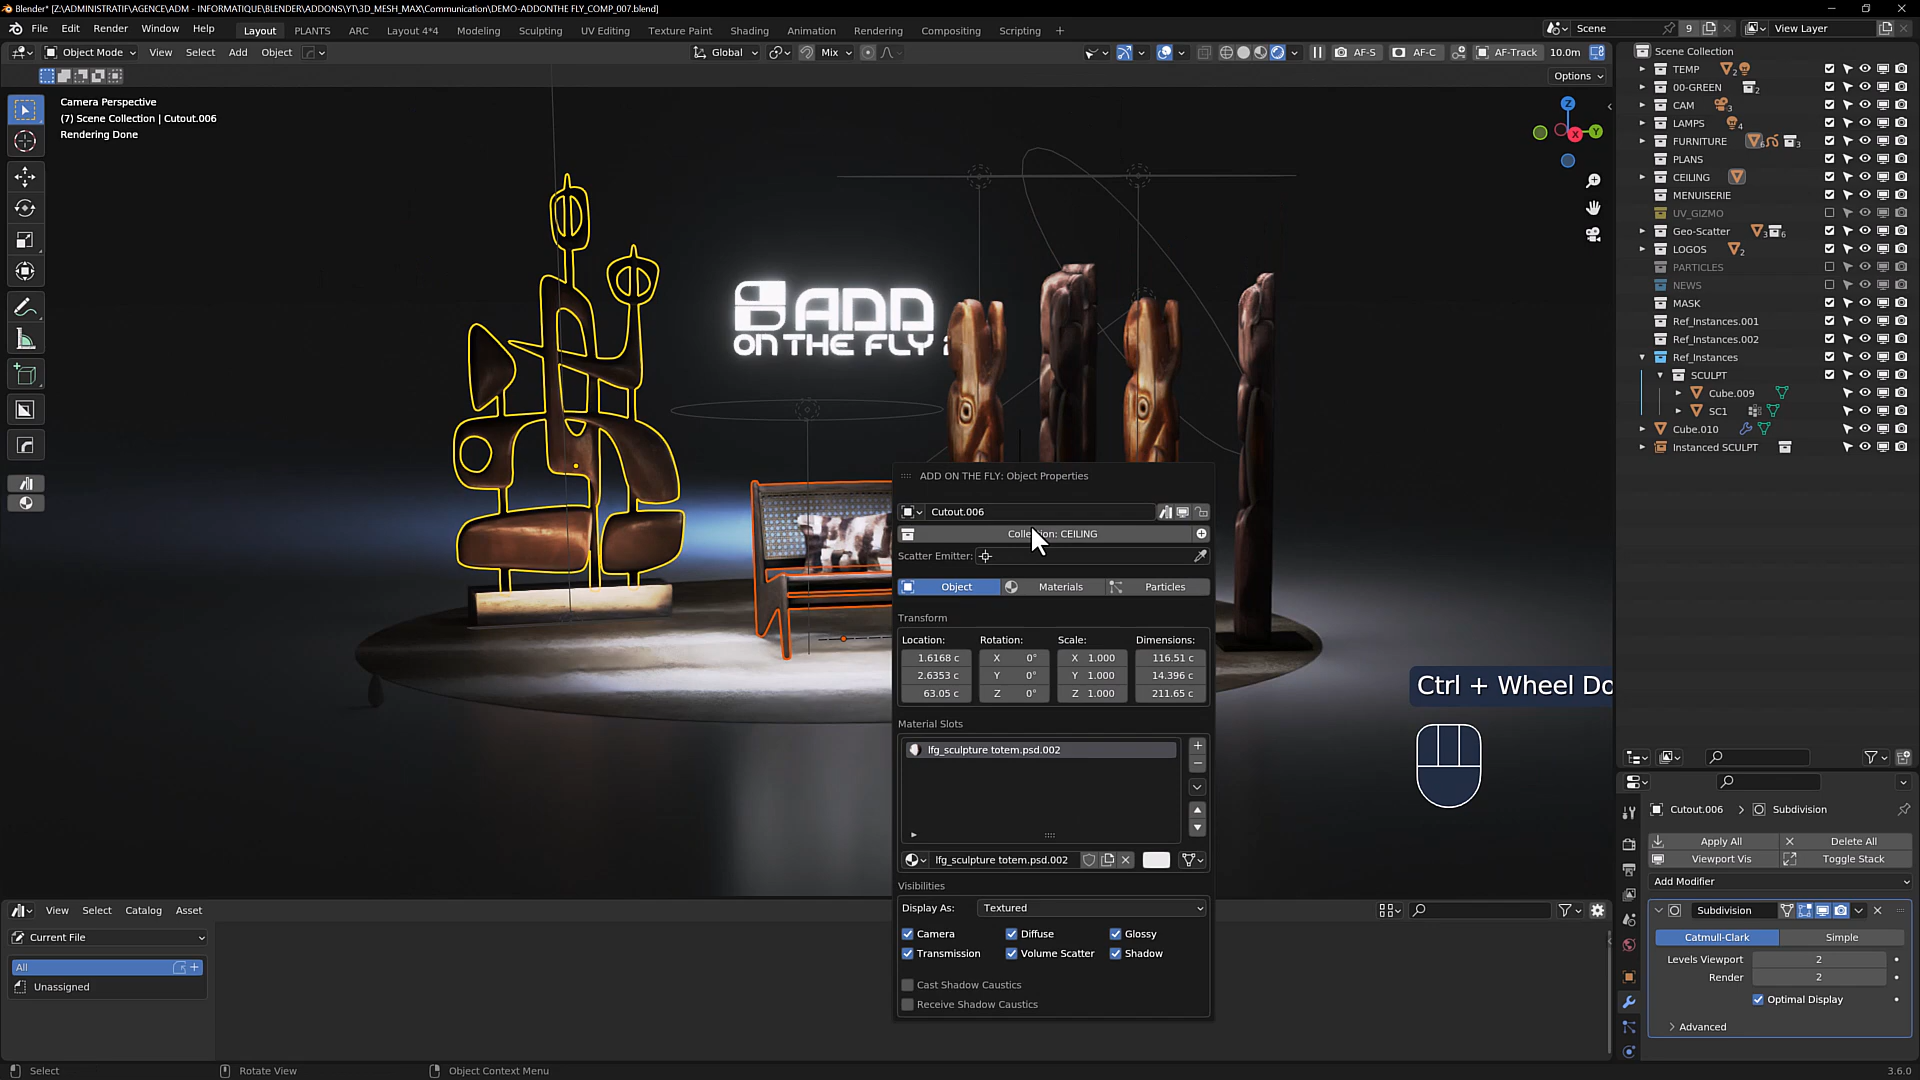 Blender* [Z:\ADMINISTRATIF\AGENCE\ADM - INFORMATIQUE\BLENDER\ADDONS\YT\3D_MESH_MAX\Communication\DEMO-ADDONTHE FLY_COMP_007.blend]
File Edit Render Window Help Layout PLANTS ARC Layout 4*4 Modeling Sculpting UV Editing Texture Paint Shading Animation Rendering Compositing Scripting + Scene 9 View Layer
Object Mode View Select Add Object Global Mix AF-S AF-C AF-Track 10.0m
Options
Camera Perspective
(7) Scene Collection | Cutout.006
Rendering Done
Z
Y
X
ADD
ON THE FLY
Scene Collection
TEMP 2
00-GREEN 2
CAM 3
LAMPS 4
FURNITURE 6 3
PLANS
CEILING
MENUISERIE
UV_GIZMO
Geo-Scatter 3 6
LOGOS 2
PARTICLES
NEWS
MASK
Ref_Instances.001
Ref_Instances.002
Ref_Instances
SCULPT
Cube.009
SC1
Cube.010
Instanced SCULPT
ADD ON THE FLY: Object Properties
Cutout.006
Collection: CEILING
Scatter Emitter:
Object Materials Particles
Transform
Location: Rotation: Scale: Dimensions:
1.6168 c X 0° X 1.000 116.51 c
2.6353 c Y 0° Y 1.000 14.396 c
63.05 c Z 0° Z 1.000 211.65 c
Material Slots
lfg_sculpture totem.psd.002
lfg_sculpture totem.psd.002
Visibilities
Display As: Textured
Camera Diffuse Glossy
Transmission Volume Scatter Shadow
Cast Shadow Caustics
Receive Shadow Caustics
Ctrl + Wheel Do
Cutout.006 > Subdivision
Apply All Delete All
Viewport Vis Toggle Stack
Add Modifier
Subdivision
Catmull-Clark Simple
Levels Viewport 2
Render 2
Optimal Display
Advanced
View Select Catalog Asset
Current File
All
Unassigned
Select Rotate View Object Context Menu 3.6.0